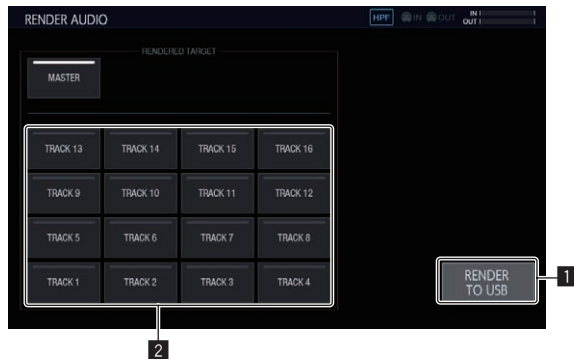 RENDER AUDIO
HPF IN OUT IN OUT
RENDERED TARGET
MASTER
TRACK 13 TRACK 14 TRACK 15 TRACK 16
TRACK 9 TRACK 10 TRACK 11 TRACK 12
TRACK 5 TRACK 6 TRACK 7 TRACK 8
TRACK 1 TRACK 2 TRACK 3 TRACK 4
RENDER
TO USB
1
2